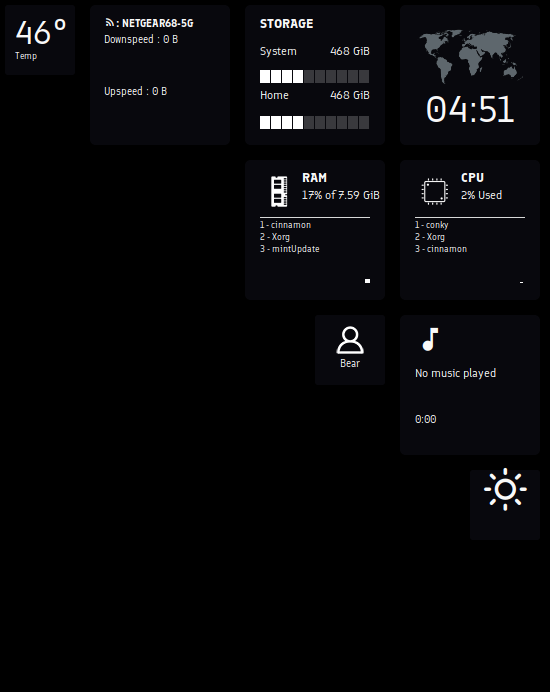 46°
Temp
: NETGEAR68-5G
Downspeed : 0 B
Upspeed : 0 B
STORAGE
System 468 GiB
Home 468 GiB
04:51
RAM
17% of 7.59 GiB
1 - cinnamon
2 - Xorg
3 - mintUpdate
CPU
2% Used
1 - conky
2 - Xorg
3 - cinnamon
Bear
No music played
0:00